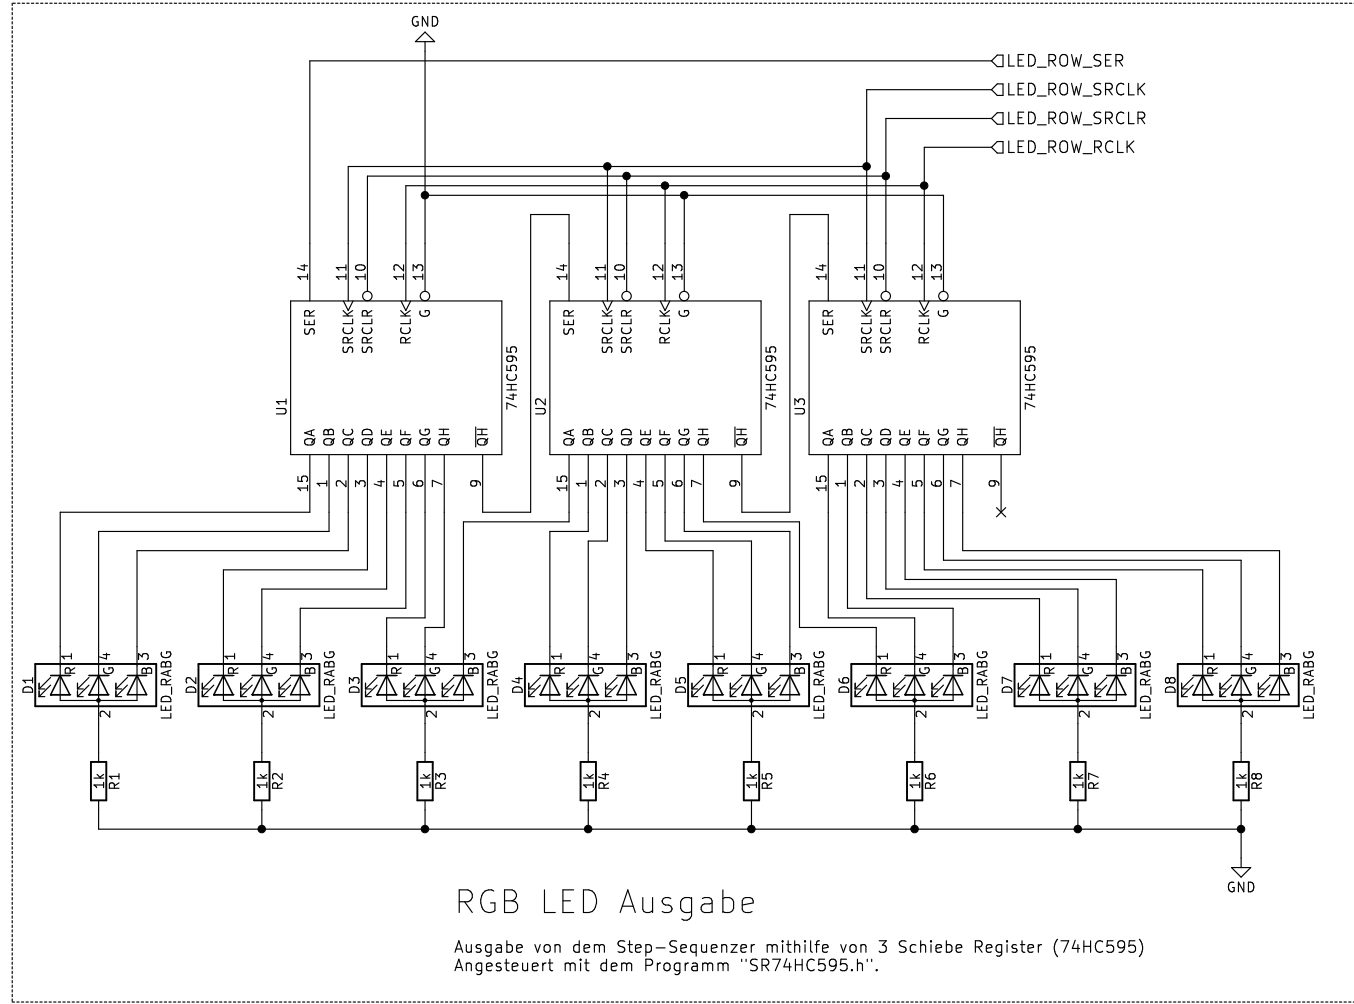 GND
LED_ROW_SER
LED_ROW_SRCLK
LED_ROW_SRCLR
LED_ROW_RCLK
14 11 10 12 13 14 11 10 12 13 14 11 10 12 13
SER SRCLK SRCLR RCLK G SER SRCLK SRCLR RCLK G SER SRCLK SRCLR RCLK G
U1 74HC595 U2 74HC595 U3 74HC595
QA QB QC QD QE QF QG QH QH QA QB QC QD QE QF QG QH QH QA QB QC QD QE QF QG QH QH
15 1 2 3 4 5 6 7 9 15 1 2 3 4 5 6 7 9 15 1 2 3 4 5 6 7 9
1 4 3 1 4 3 1 4 3 1 4 3 1 4 3 1 4 3 1 4 3 1 4 3
R G B R G B R G B R G B R G B R G B R G B R G B
D1 LED_RABG D2 LED_RABG D3 LED_RABG D4 LED_RABG D5 LED_RABG D6 LED_RABG D7 LED_RABG D8 LED_RABG
2 2 2 2 2 2 2 2
1k R1 1k R2 1k R3 1k R4 1k R5 1k R6 1k R7 1k R8
GND
RGB LED Ausgabe
Ausgabe von dem Step-Sequenzer mithilfe von 3 Schiebe Register (74HC595)
Angesteuert mit dem Programm "SR74HC595.h".